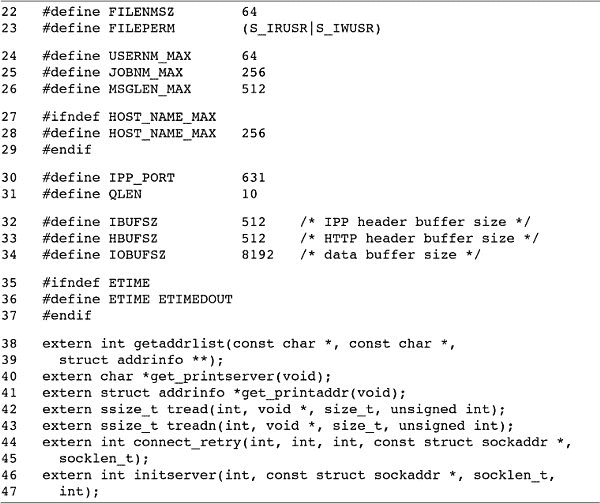 22 #define FILENMSZ 64
23 #define FILEPERM (S_IRUSR|S_IWUSR)
24 #define USERNM_MAX 64
25 #define JOBNM_MAX 256
26 #define MSGLEN_MAX 512
27 #ifndef HOST_NAME_MAX
28 #define HOST_NAME_MAX 256
29 #endif
30 #define IPP_PORT 631
31 #define QLEN 10
32 #define IBUFSZ 512 /* IPP header buffer size */
33 #define HBUFSZ 512 /* HTTP header buffer size */
34 #define IOBUFSZ 8192 /* data buffer size */
35 #ifndef ETIME
36 #define ETIME ETIMEDOUT
37 #endif
38 extern int getaddrlist(const char *, const char *,
39 struct addrinfo **);
40 extern char *get_printserver(void);
41 extern struct addrinfo *get_printaddr(void);
42 extern ssize_t tread(int, void *, size_t, unsigned int);
43 extern ssize_t treadn(int, void *, size_t, unsigned int);
44 extern int connect_retry(int, int, int, const struct sockaddr *,
45 socklen_t);
46 extern int initserver(int, const struct sockaddr *, socklen_t,
47 int);